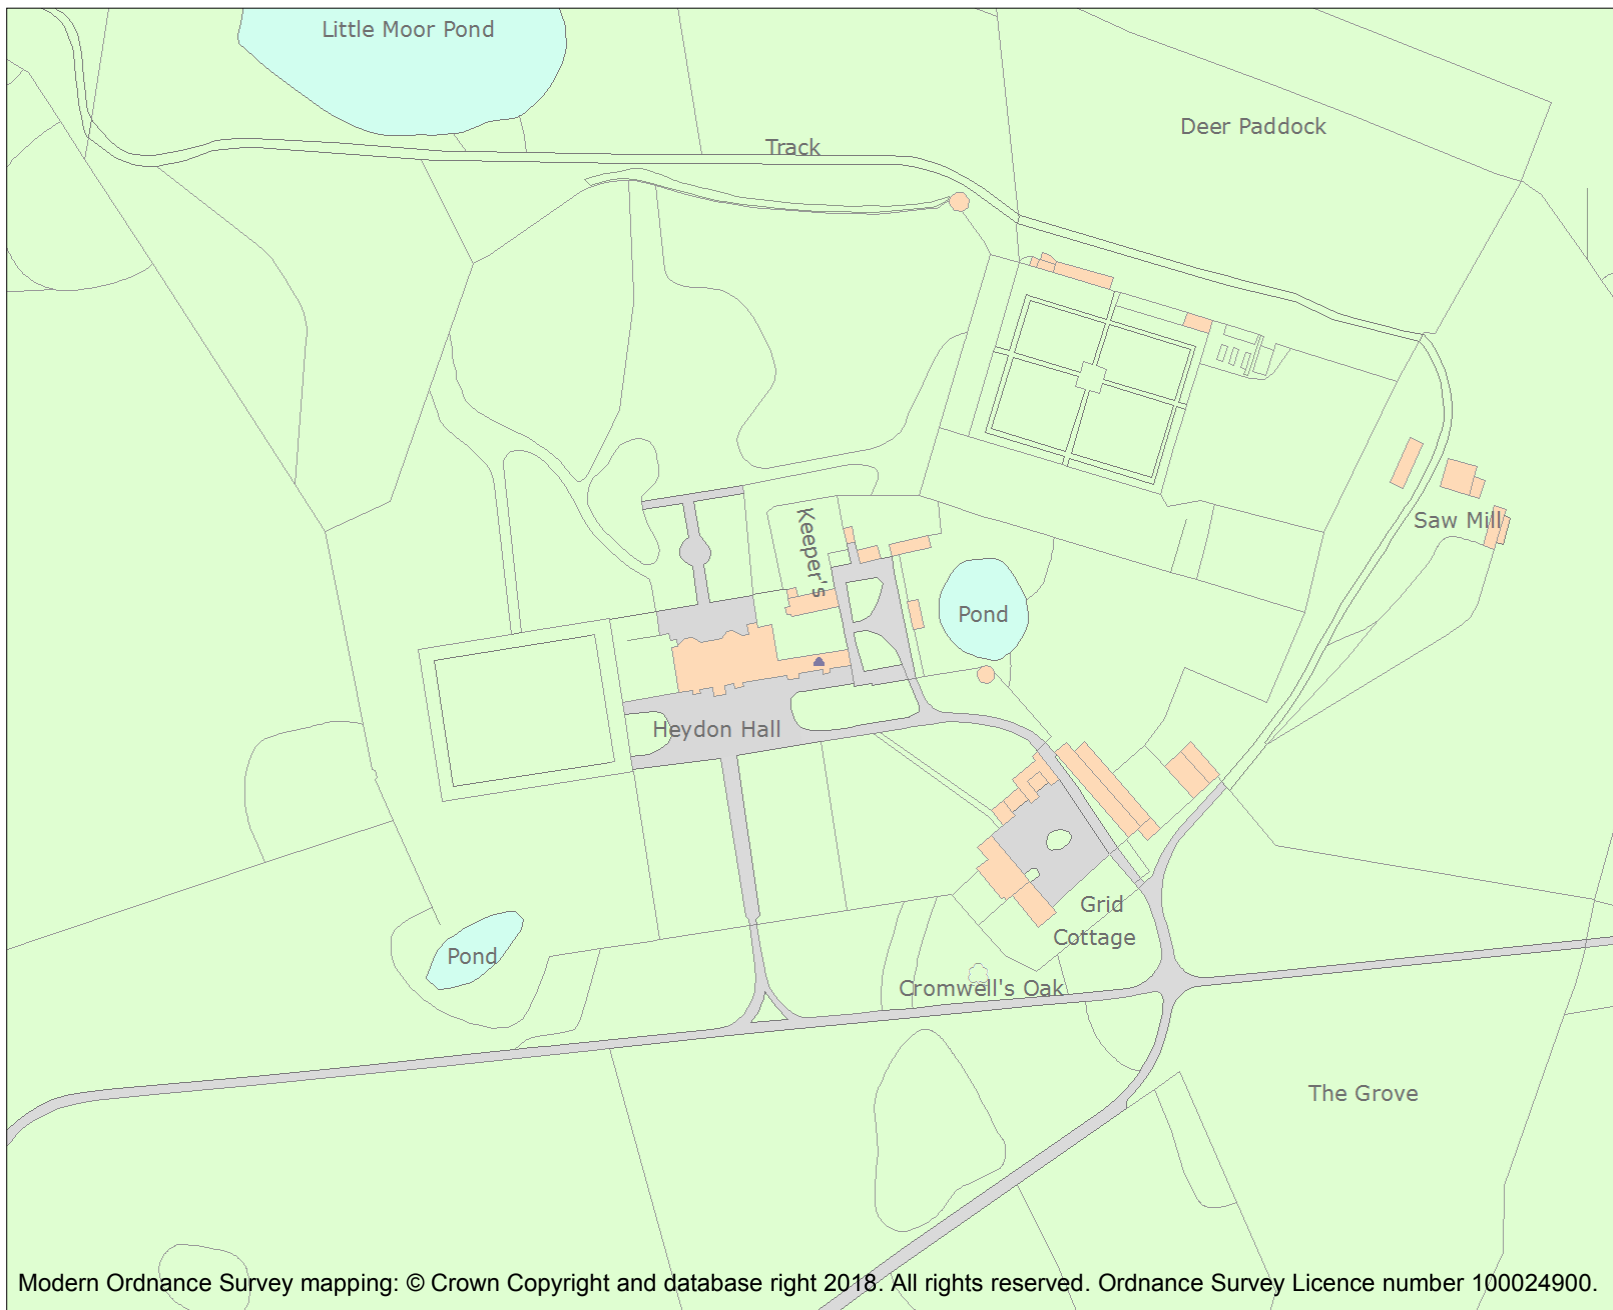 Little Moor Pond
Deer Paddock
Track
Keeper's
Saw Mill
Pond
Heydon Hall
Grid
Cottage
Pond
Cromwell's Oak
The Grove
Modern Ordnance Survey mapping: © Crown Copyright and database right 2018. All rights reserved. Ordnance Survey Licence number 100024900.